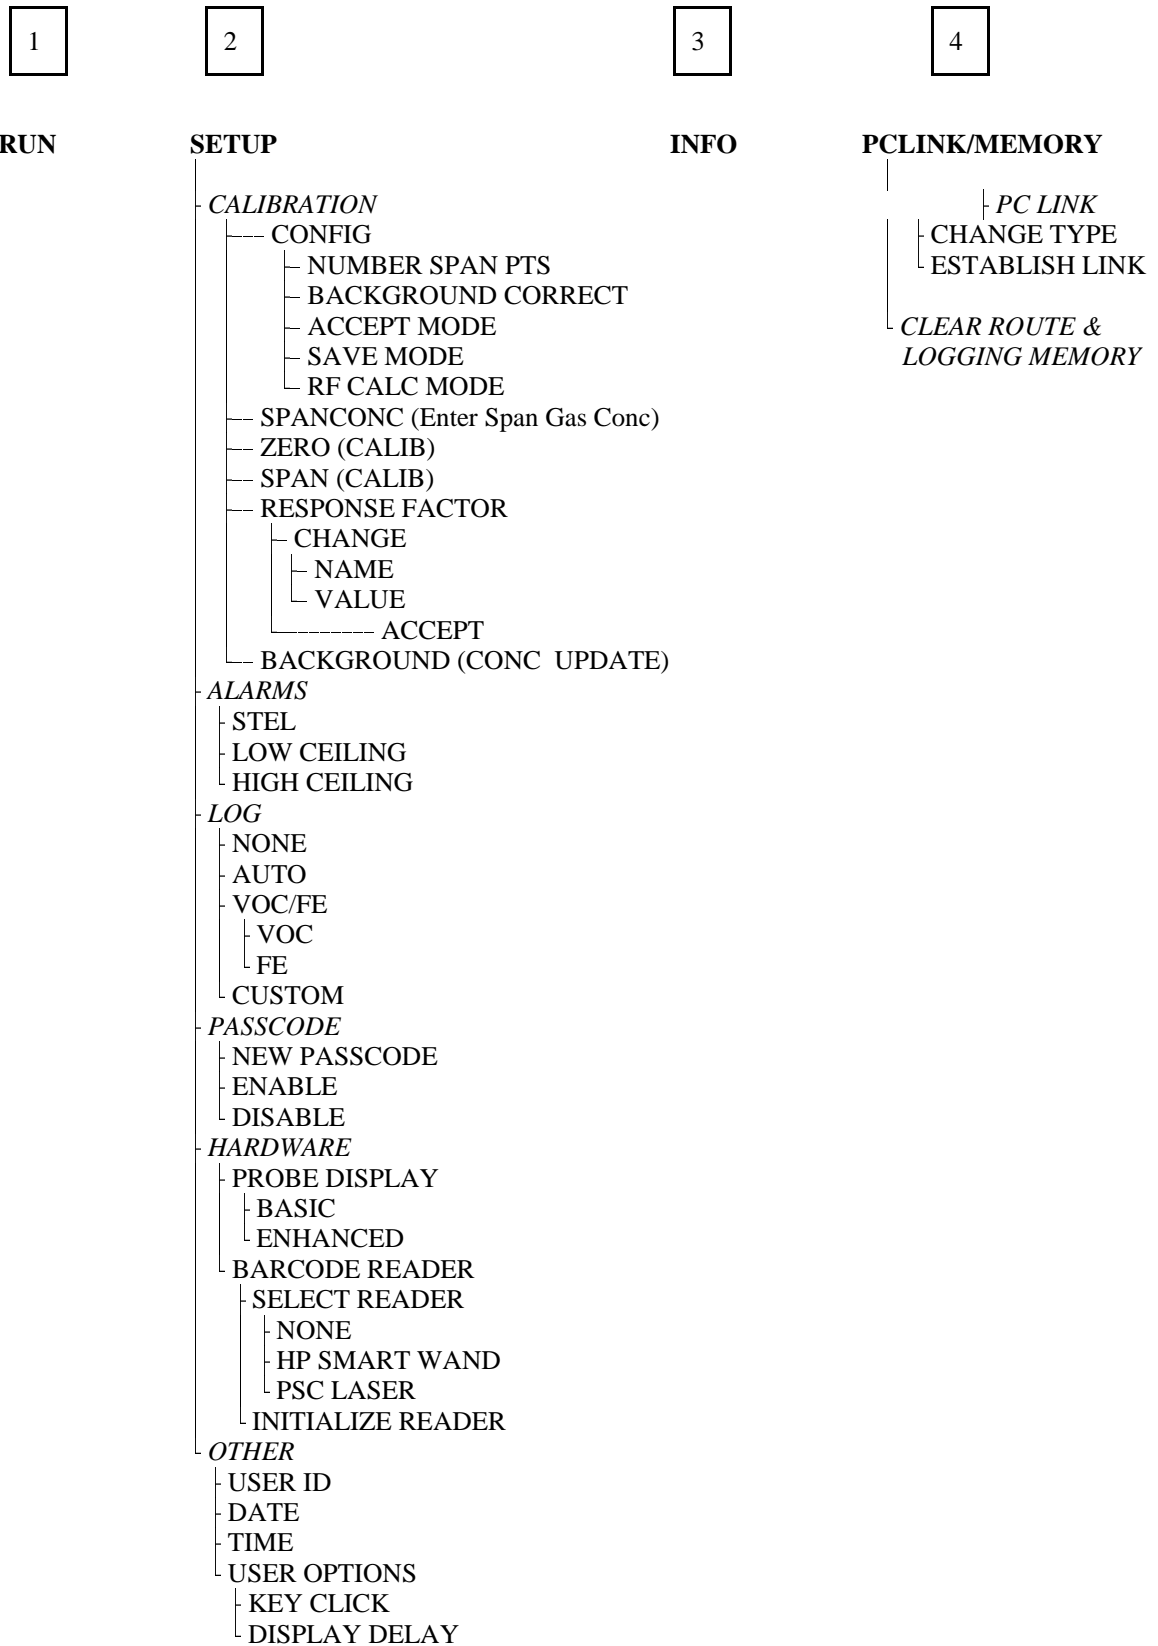 1 2 3 4
RUN SETUP INFO PCLINK/MEMORY
CALIBRATION PC LINK
CONFIG CHANGE TYPE
NUMBER SPAN PTS ESTABLISH LINK
BACKGROUND CORRECT
ACCEPT MODE CLEAR ROUTE &
SAVE MODE LOGGING MEMORY
RF CALC MODE
SPANCONC (Enter Span Gas Conc)
ZERO (CALIB)
SPAN (CALIB)
RESPONSE FACTOR
CHANGE
NAME
VALUE
ACCEPT
BACKGROUND (CONC UPDATE)
ALARMS
STEL
LOW CEILING
HIGH CEILING
LOG
NONE
AUTO
VOC/FE
VOC
FE
CUSTOM
PASSCODE
NEW PASSCODE
ENABLE
DISABLE
HARDWARE
PROBE DISPLAY
BASIC
ENHANCED
BARCODE READER
SELECT READER
NONE
HP SMART WAND
PSC LASER
INITIALIZE READER
OTHER
USER ID
DATE
TIME
USER OPTIONS
KEY CLICK
DISPLAY DELAY